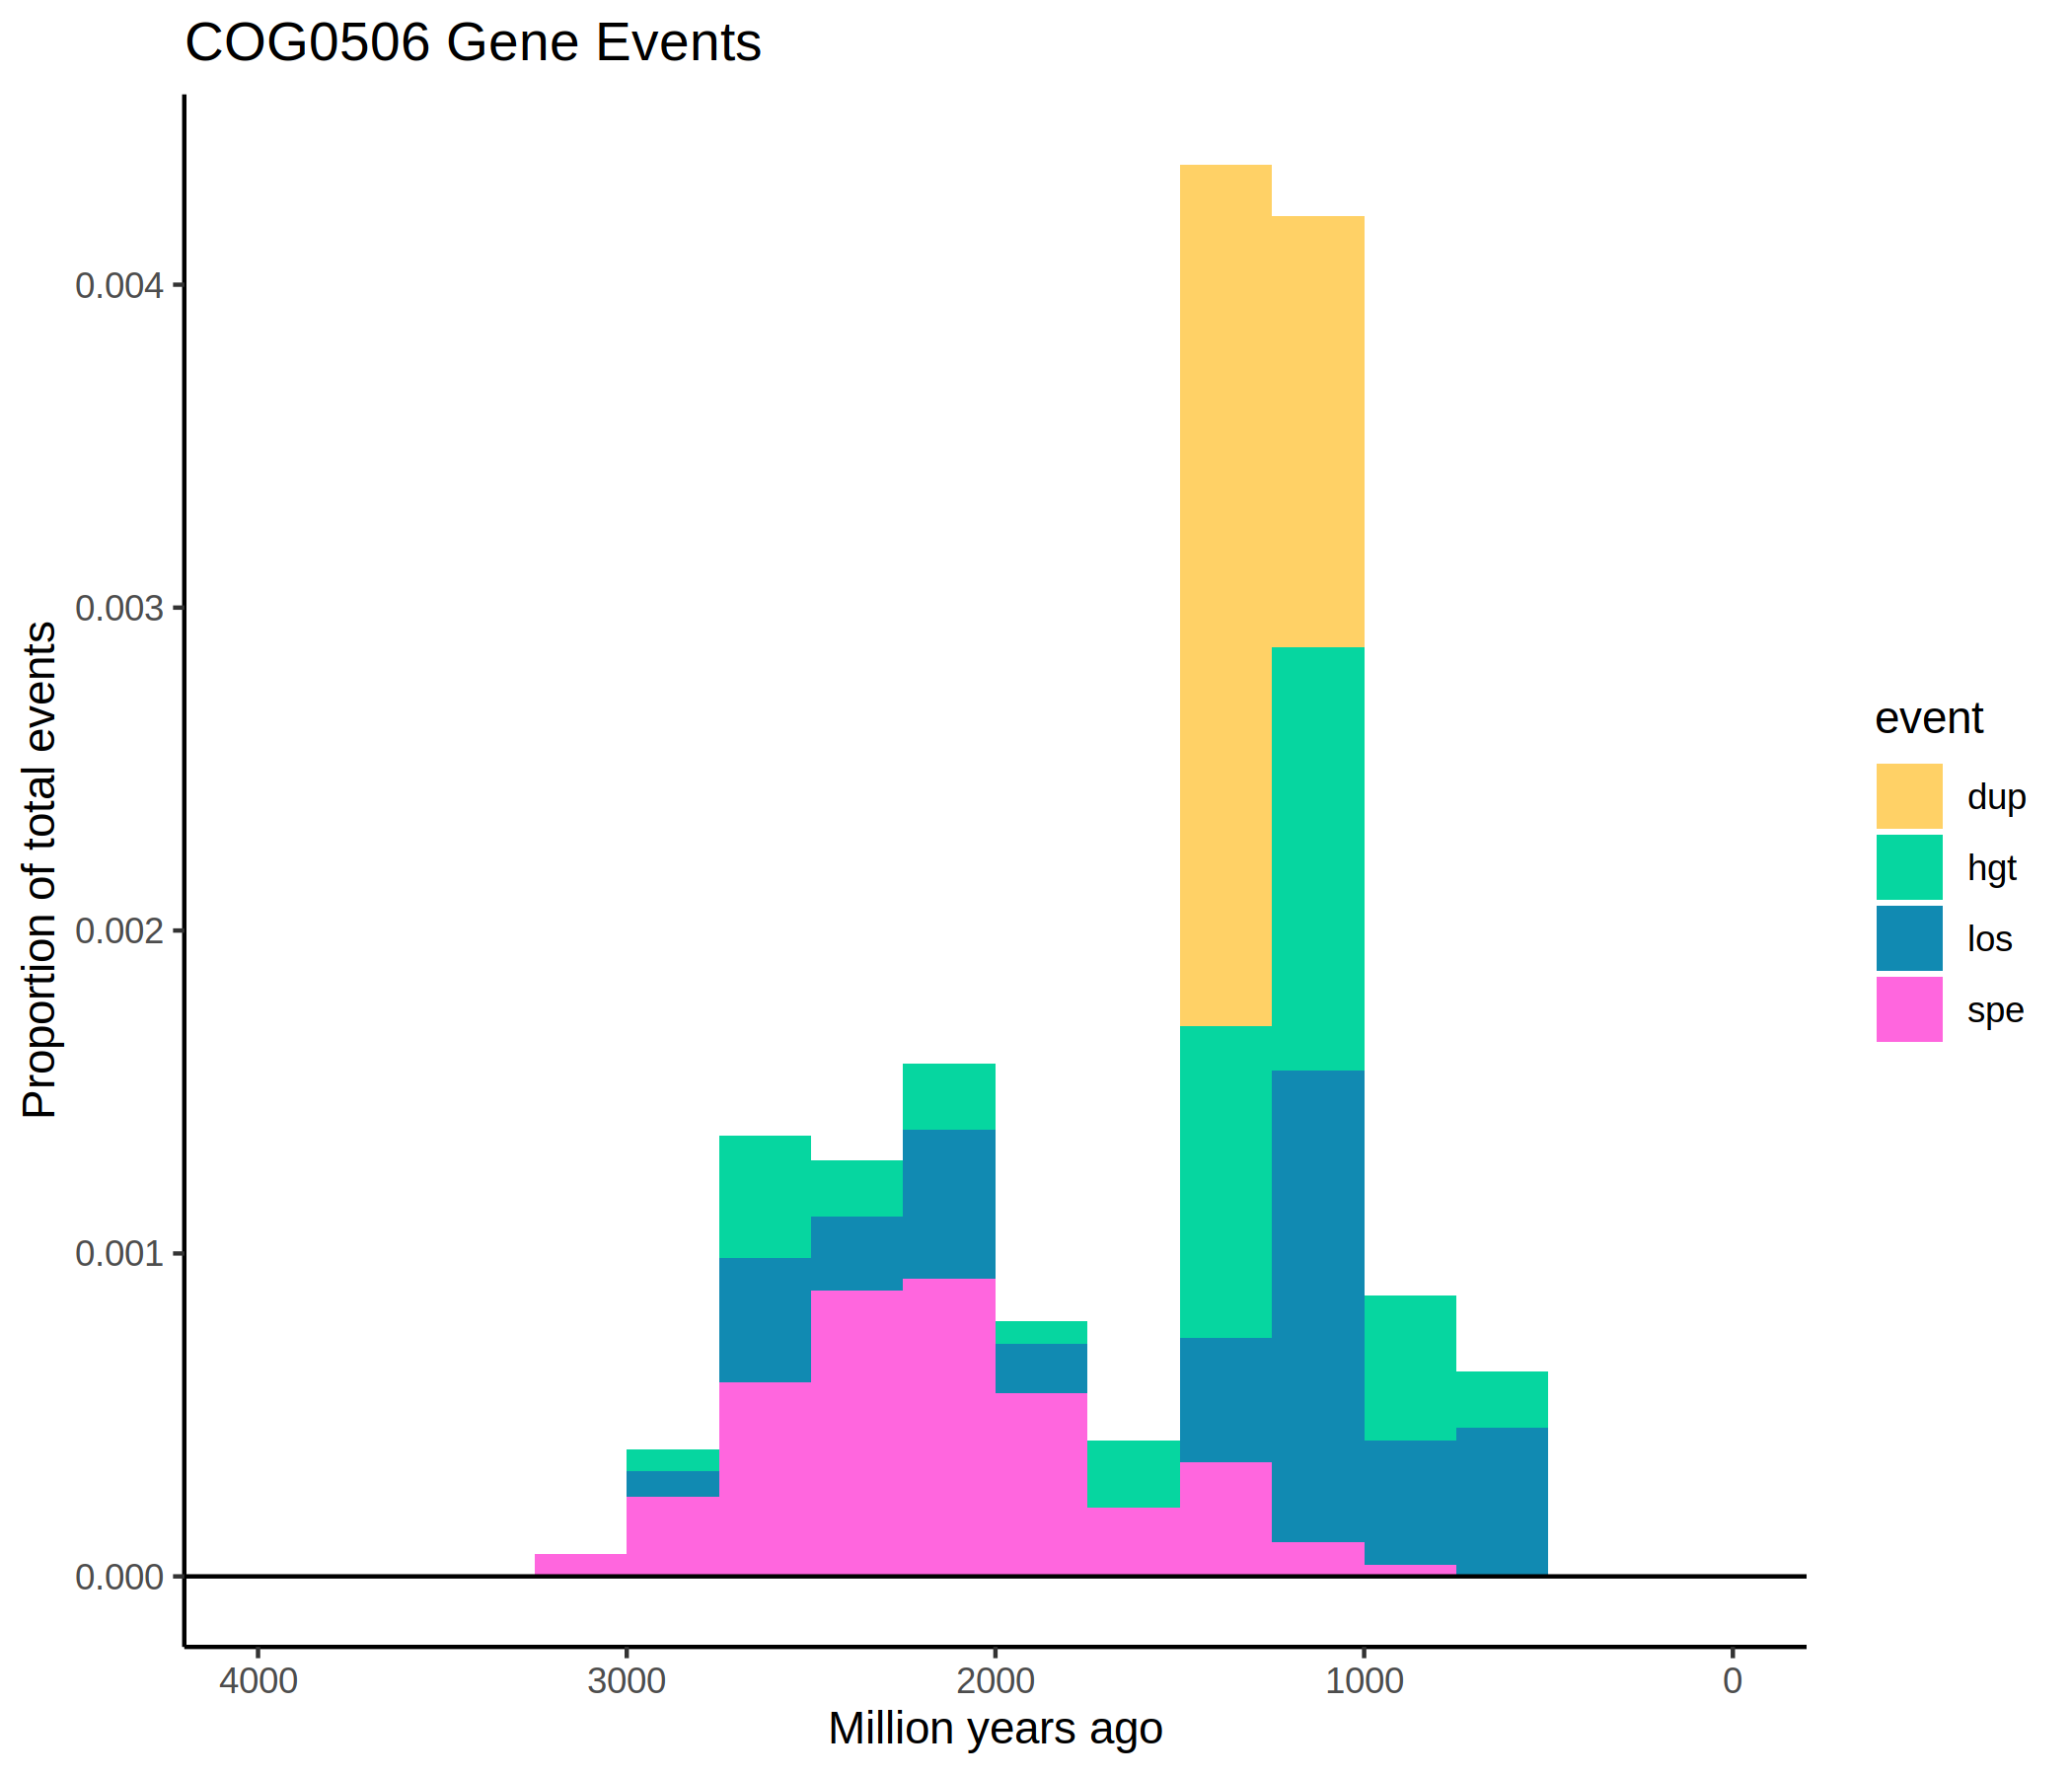 COG0506 Gene Events
Proportion of total events
0.004
0.003
0.002
0.001
0.000
4000 3000 2000 1000 0
Million years ago
event
dup
hgt
los
spe